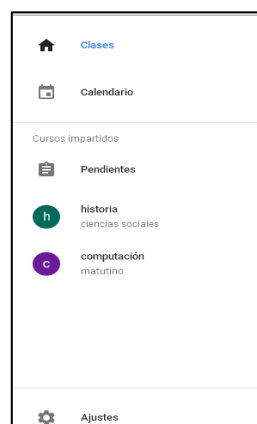 Clases
Calendario
Cursos impartidos
Pendientes
h
historia
ciencias sociales
c
computación
matutino
Ajustes